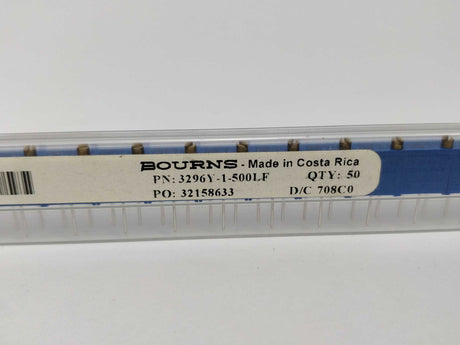 BOURNS - Made in Costa Rica
PN: 3296Y-1-500LF QTY: 50
PO: 32158633 D/C 708C0